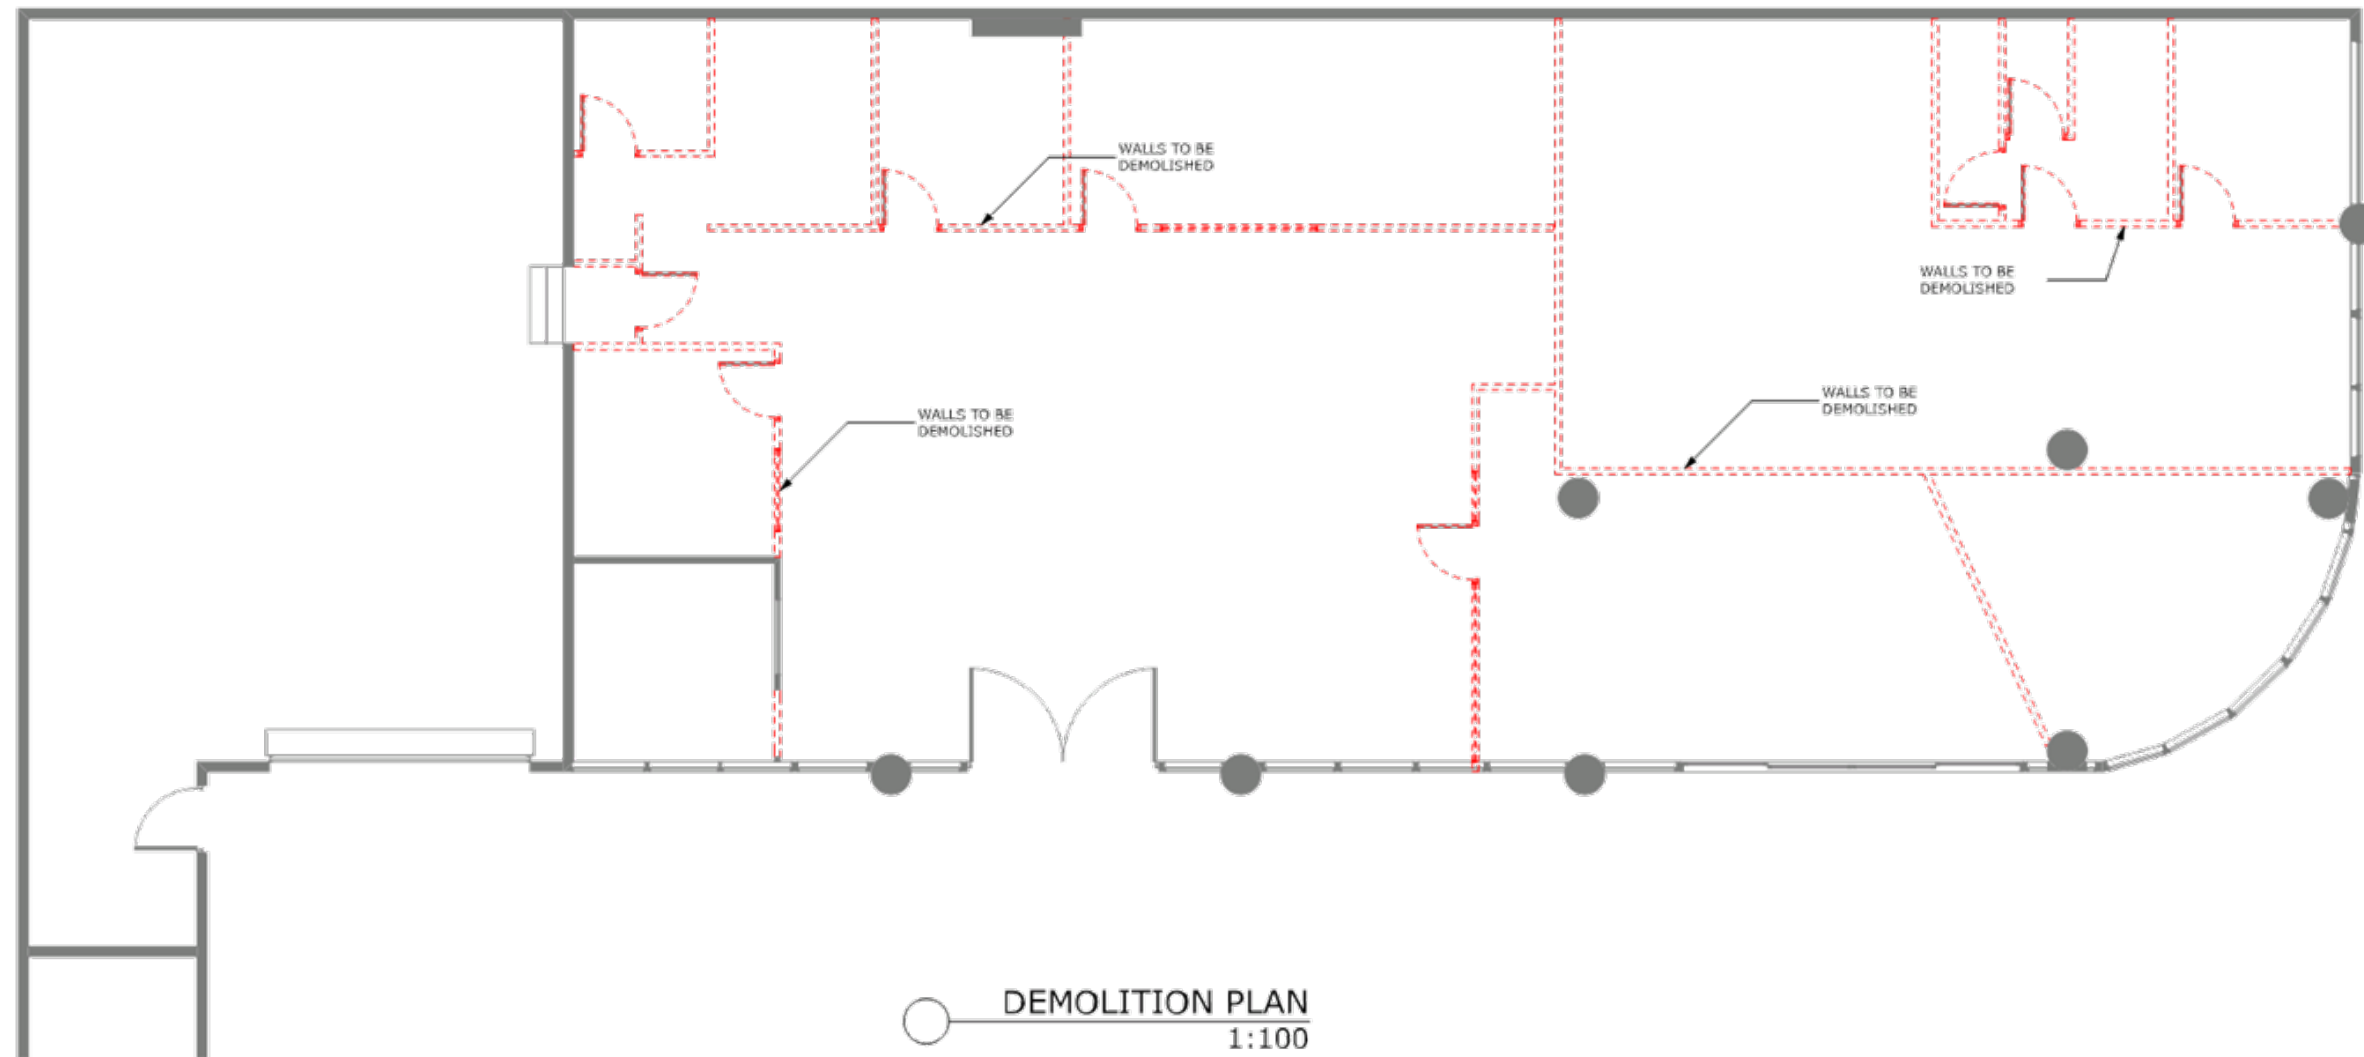 WALLS TO BE
DEMOLISHED
WALLS TO BE
DEMOLISHED
WALLS TO BE
DEMOLISHED
WALLS TO BE
DEMOLISHED
DEMOLITION PLAN
1:100